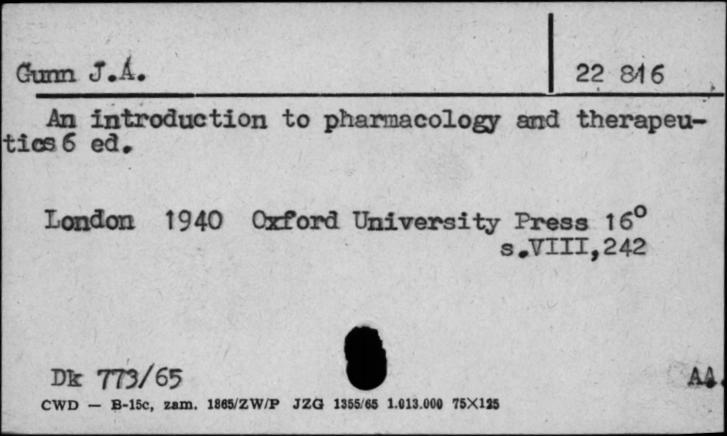 Gunn J.A.
22 816
An introduction to pharmacology and therapeu-
tics 6 ed.
London 1940 Oxford University Press 16°
s.VIII,242
Dk 773/65
AA.
CWD — B-15c, zam. 1865/ZW/P JZG 1355/65 1.013.000 75X125